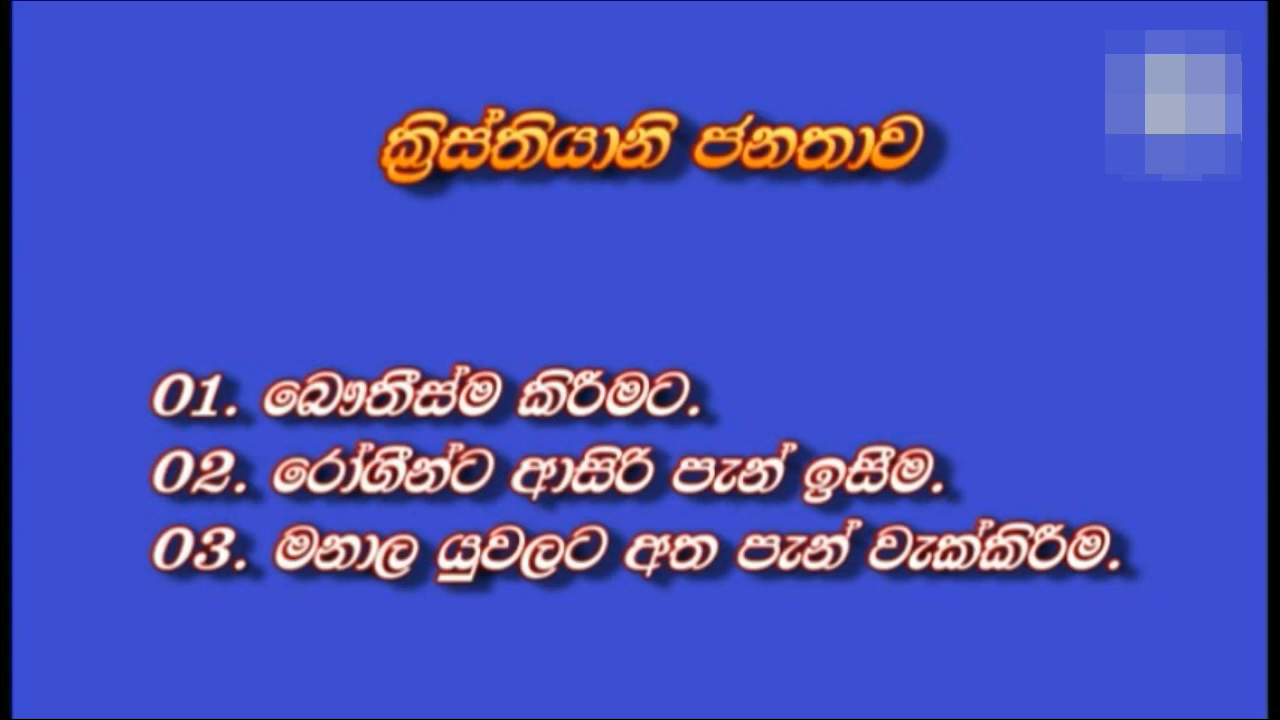 ක්‍රිස්තියානි ජනතාව
01. බෞතීස්ම කිරීමට.
02. රෝගීන්ට ආසිරි පැන් ඉසීම.
03. මනාල යුවලට අත පැන් වැක්කිරීම.